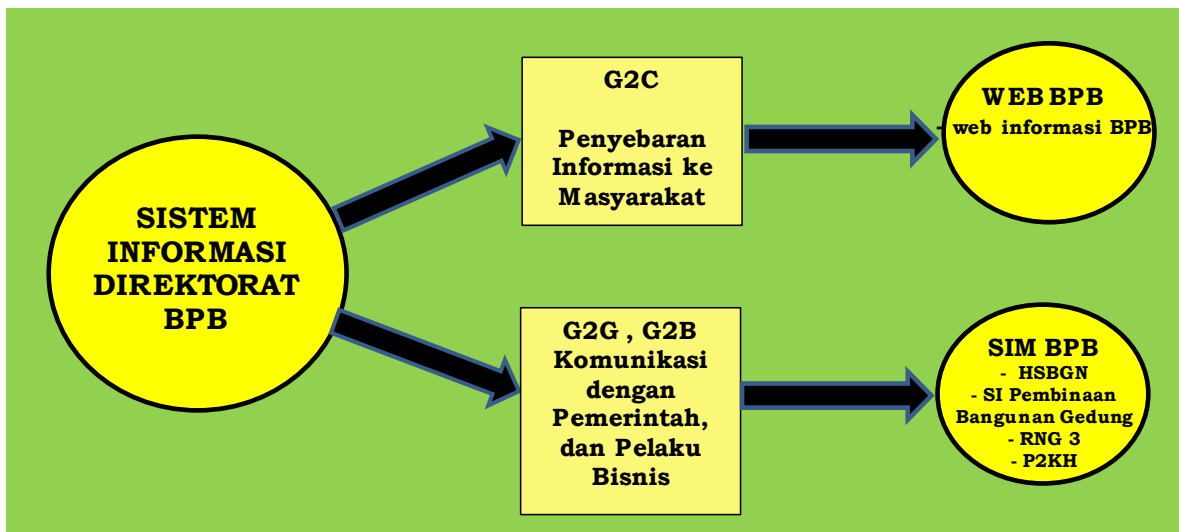 SISTEM
INFORMASI
DIREKTORAT
BPB
G2C
Penyebaran
Informasi ke
Masyarakat
WEB BPB
- web informasi BPB
G2G , G2B
Komunikasi
dengan
Pemerintah,
dan Pelaku
Bisnis
SIM BPB
- HSBGN
- SI Pembinaan
Bangunan Gedung
- RNG 3
- P2KH